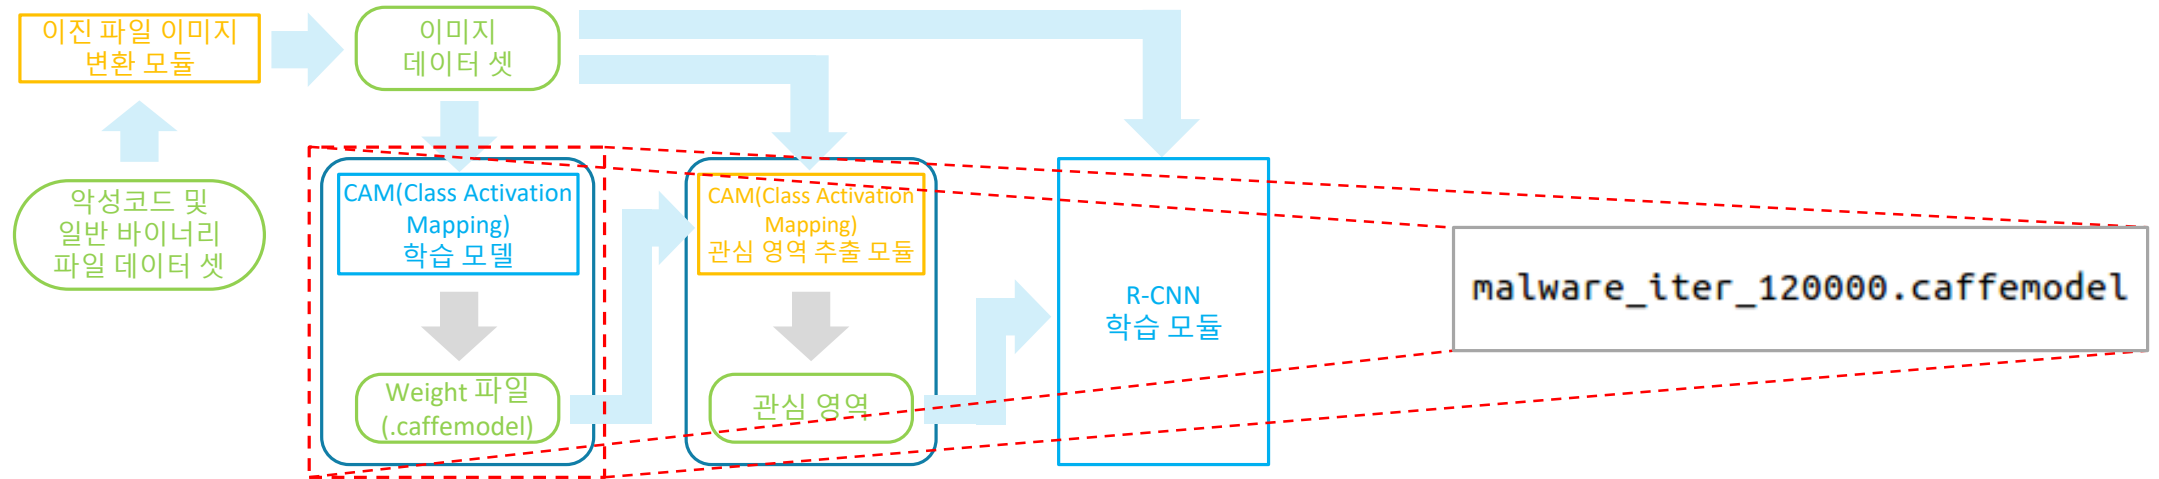 이진 파일 이미지
변환 모듈
이미지
데이터 셋
악성코드 및
일반 바이너리
파일 데이터 셋
CAM(Class Activation
Mapping)
학습 모델
Weight 파일
(.caffemodel)
CAM(Class Activation
Mapping)
관심 영역 추출 모듈
관심 영역
R-CNN
학습 모듈
malware_iter_120000.caffemodel